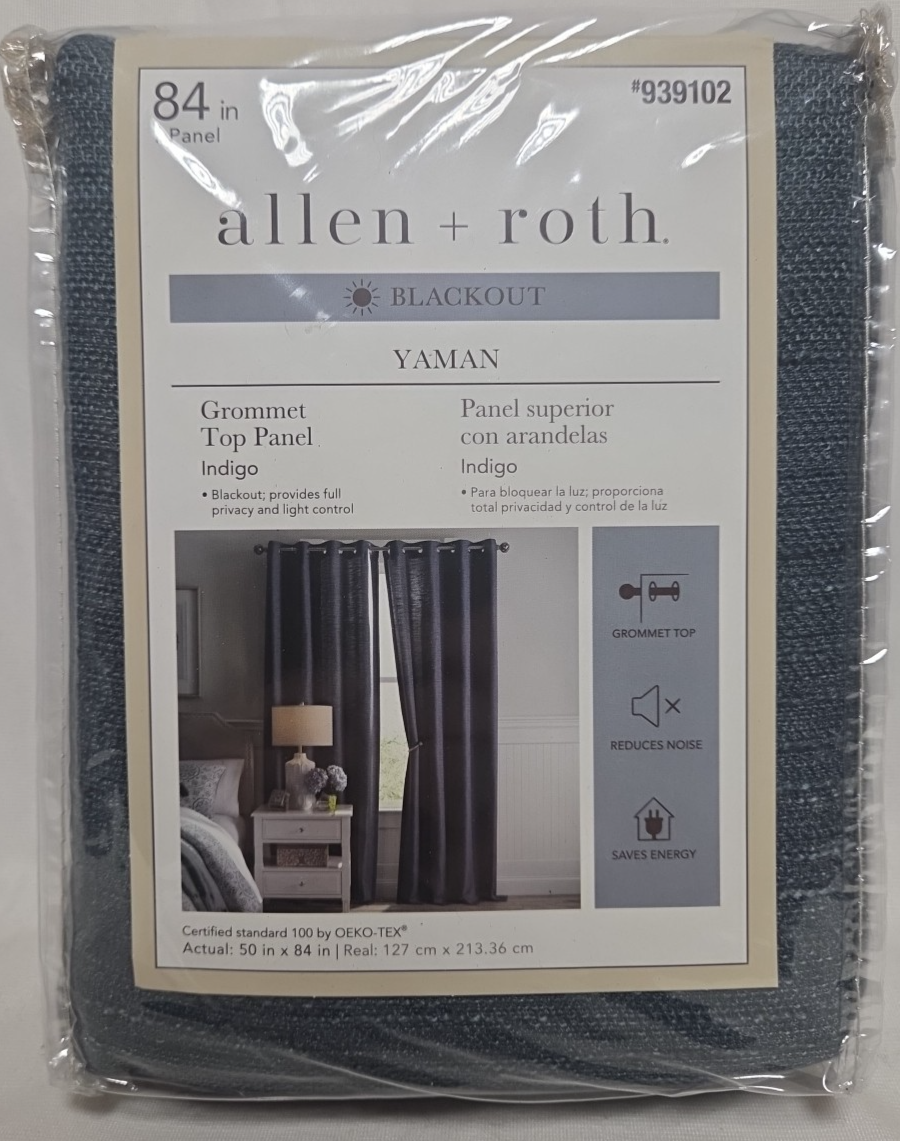 84 in
Panel
#939102
allen + roth®
BLACKOUT
YAMAN
Grommet
Top Panel
Indigo
• Blackout; provides full
privacy and light control
Panel superior
con arandelas
Indigo
• Para bloquear la luz; proporciona
total privacidad y control de la luz
GROMMET TOP
REDUCES NOISE
SAVES ENERGY
Certified standard 100 by OEKO-TEX®
Actual: 50 in x 84 in | Real: 127 cm x 213.36 cm